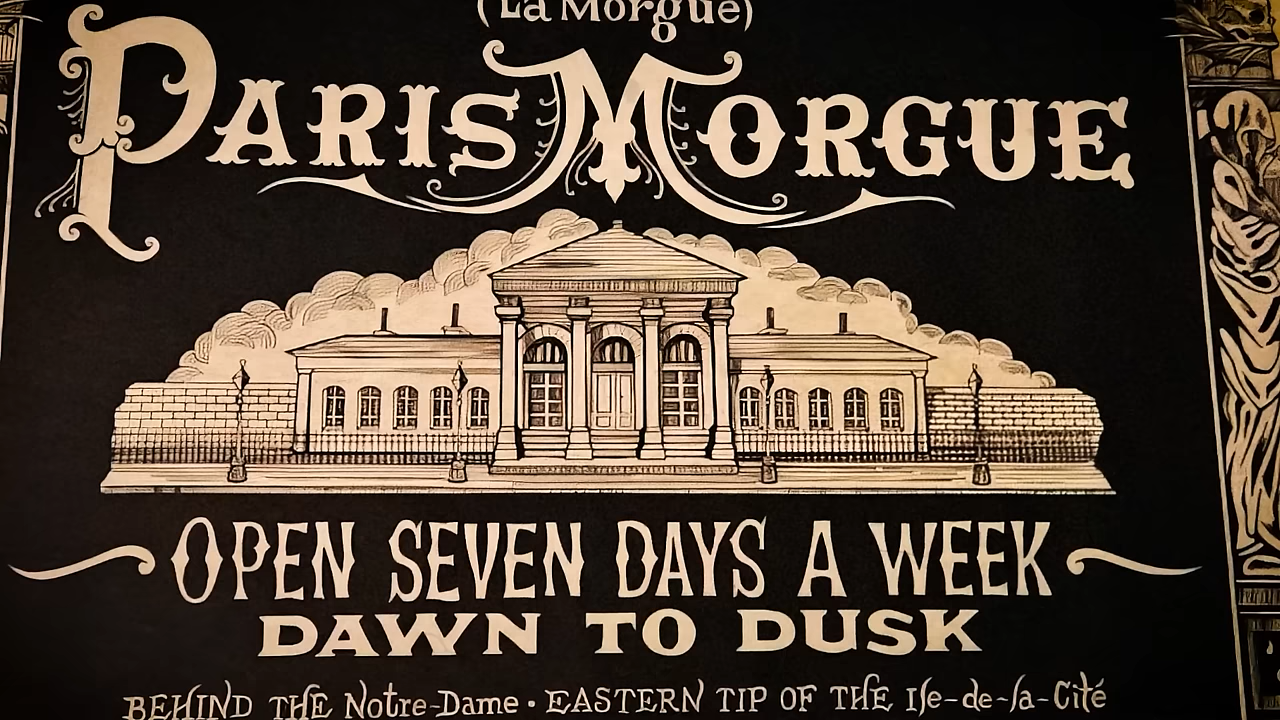 (La Morgue)
PARIS MORGUE
OPEN SEVEN DAYS A WEEK
DAWN TO DUSK
BEHIND THE Notre-Dame · EASTERN TIP OF THE Ile-de-la-Cité